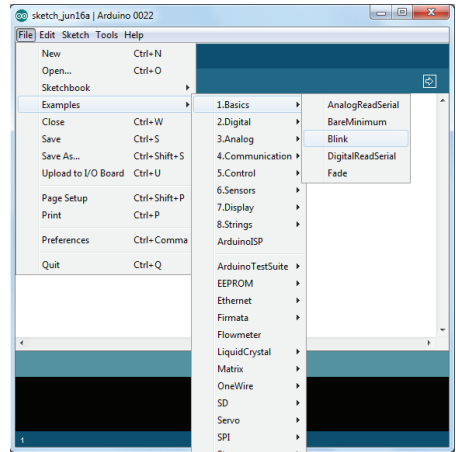 sketch_jun16a | Arduino 0022
File Edit Sketch Tools Help
New Ctrl+N
Open... Ctrl+O
Sketchbook
Examples
Close Ctrl+W
Save Ctrl+S
Save As... Ctrl+Shift+S
Upload to I/O Board Ctrl+U
Page Setup Ctrl+Shift+P
Print Ctrl+P
Preferences Ctrl+Comma
Quit Ctrl+Q
1.Basics
2.Digital
3.Analog
4.Communication
5.Control
6.Sensors
7.Display
8.Strings
ArduinoISP
ArduinoTestSuite
EEPROM
Ethernet
Firmata
Flowmeter
LiquidCrystal
Matrix
OneWire
SD
Servo
SPI
AnalogReadSerial
BareMinimum
Blink
DigitalReadSerial
Fade
1